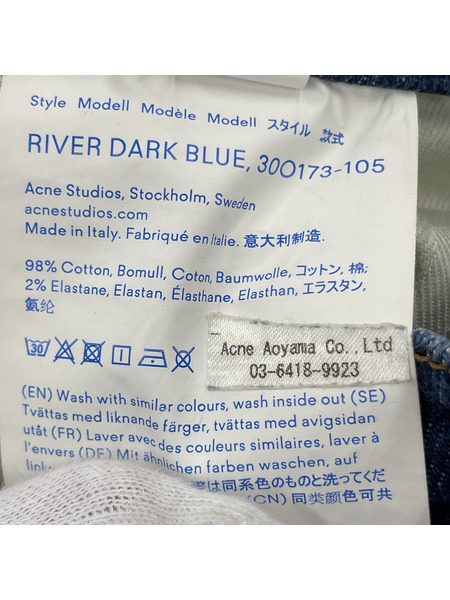 Style Modell Modèle Modell スタイル 款式
RIVER DARK BLUE, 30O173-105
Acne Studios, Stockholm, Sweden
acnestudios.com
Made in Italy. Fabriqué en Italie. 意大利制造.
98% Cotton, Bomull, Coton, Baumwolle, コットン, 棉;
2% Elastane, Elastan, Élasthane, Elasthan, エラスタン,
氨纶
30
Acne Aoyama Co., Ltd
03-6418-9923
(EN) Wash with similar colours, wash inside out (SE)
Tvättas med liknande färger, tvättas med avigsidan
utåt (FR) Laver avec des couleurs similaires, laver à
l'envers (DE) Mit ähnlichen farben waschen, auf
は同系色のものと洗ってくだ
(CN) 同类颜色可共